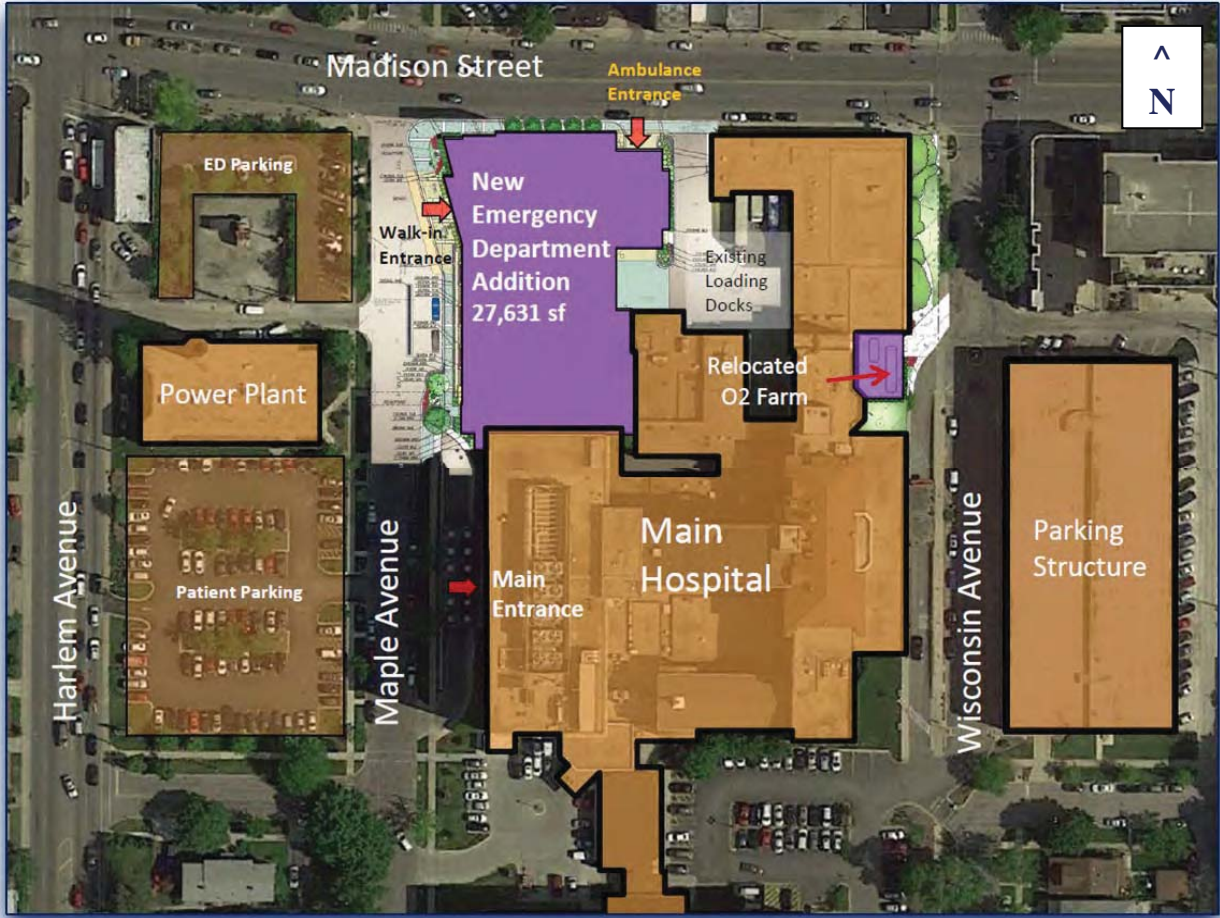 Madison Street
Ambulance
Entrance
^
N
ED Parking
New
Emergency
Department
Addition
27,631 sf
Walk-in
Entrance
Existing
Loading
Docks
Power Plant
Relocated
O2 Farm
Harlem Avenue
Maple Avenue
Wisconsin Avenue
Main
Hospital
Parking
Structure
Patient Parking
Main
Entrance